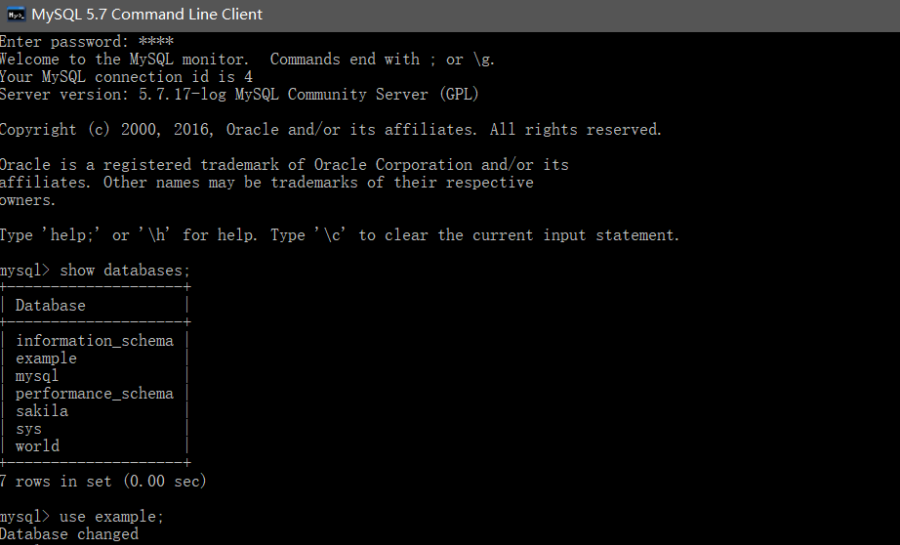 MySQL 5.7 Command Line Client
Enter password: ****
Welcome to the MySQL monitor.  Commands end with ; or \g.
Your MySQL connection id is 4
Server version: 5.7.17-log MySQL Community Server (GPL)
Copyright (c) 2000, 2016, Oracle and/or its affiliates. All rights reserved.
Oracle is a registered trademark of Oracle Corporation and/or its
affiliates. Other names may be trademarks of their respective
owners.
Type 'help;' or '\h' for help. Type '\c' to clear the current input statement.
mysql> show databases;
+--------------------+
| Database           |
+--------------------+
| information_schema |
| example            |
| mysql              |
| performance_schema |
| sakila             |
| sys                |
| world              |
+--------------------+
7 rows in set (0.00 sec)
mysql> use example;
Database changed